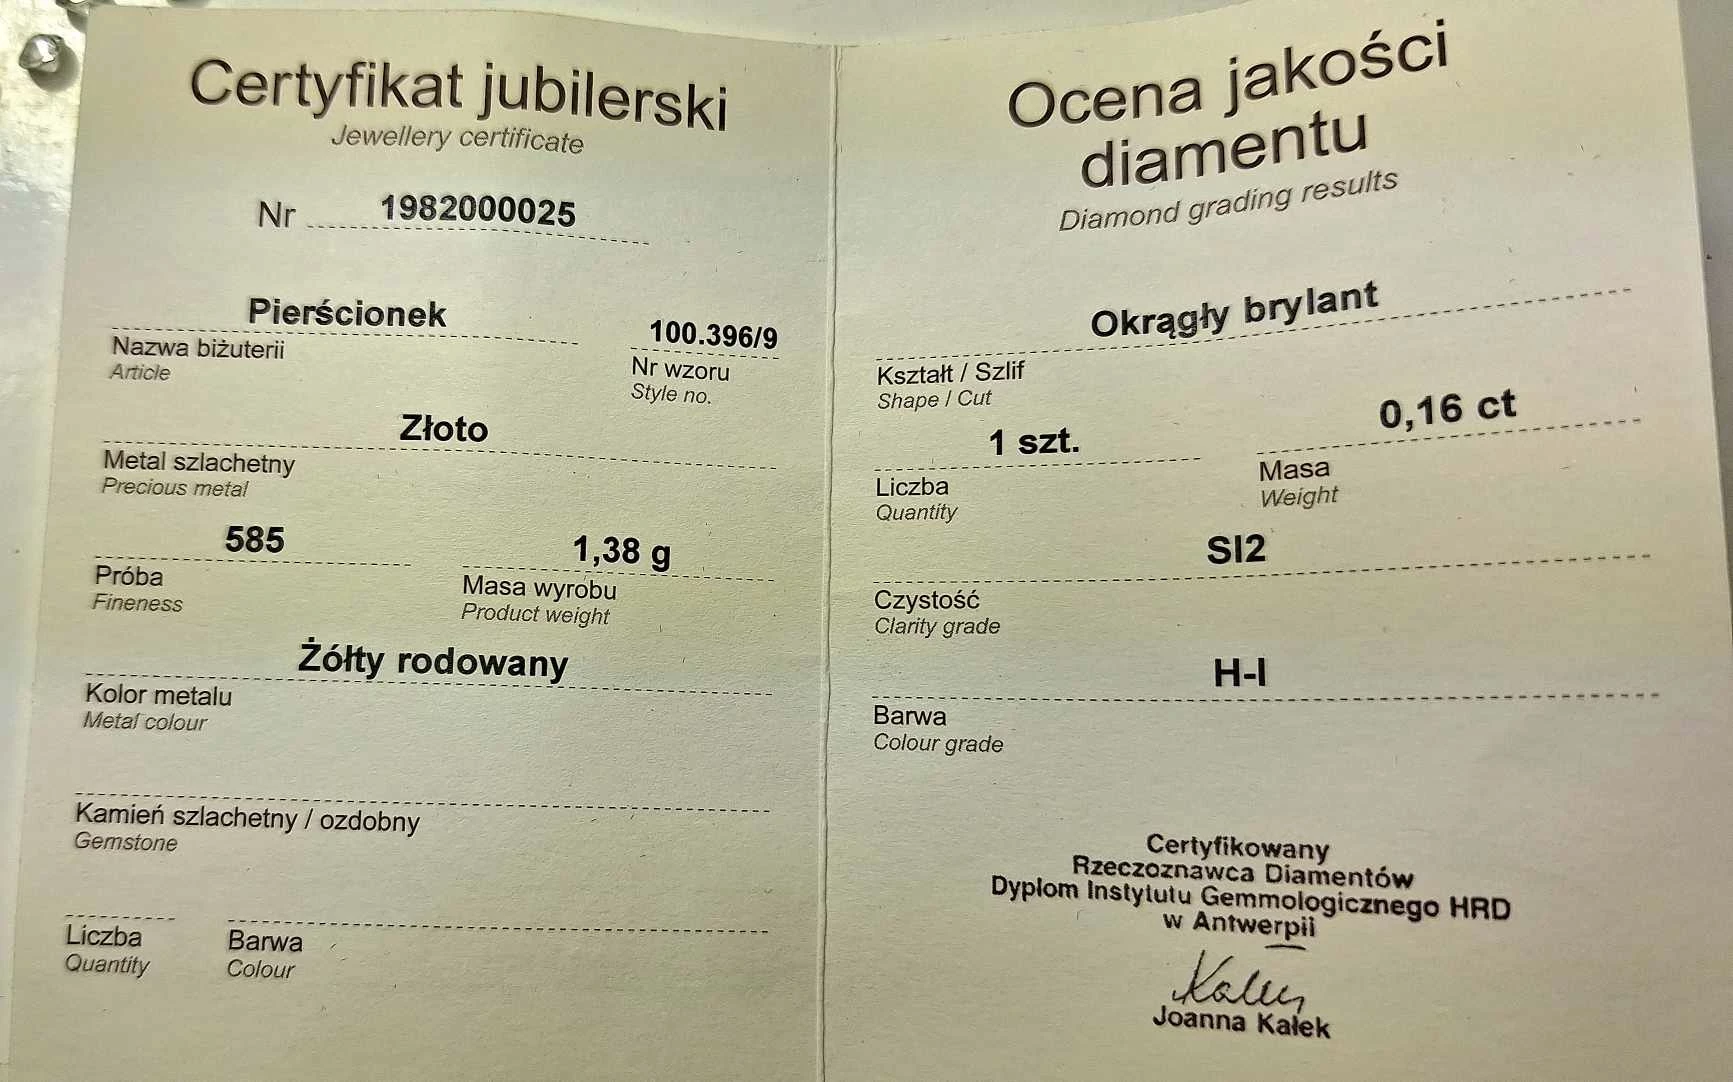 Certyfikat jubilerski
Jewellery certificate
Nr 1982000025
Pierścionek
Nazwa biżuterii
Article
100.396/9
Nr wzoru
Style no.
Złoto
Metal szlachetny
Precious metal
585
Próba
Fineness
1,38 g
Masa wyrobu
Product weight
Żółty rodowany
Kolor metalu
Metal colour
Kamień szlachetny / ozdobny
Gemstone
Liczba
Quantity
Barwa
Colour
Ocena jakości
diamentu
Diamond grading results
Okrągły brylant
Kształt / Szlif
Shape / Cut
1 szt.
Liczba
Quantity
0,16 ct
Masa
Weight
SI2
Czystość
Clarity grade
H-I
Barwa
Colour grade
Certyfikowany
Rzeczoznawca Diamentów
Dyplom Instytutu Gemmologicznego HRD
w Antwerpii
Kałek
Joanna Kałek